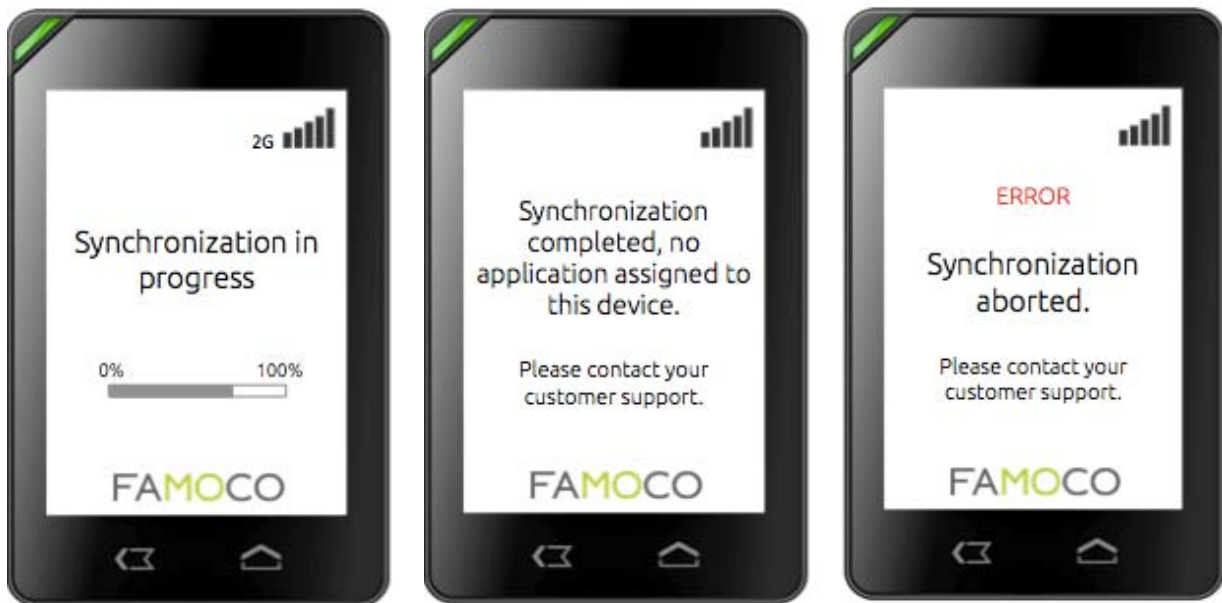 2G
Synchronization in
progress
0% 100%
FAMOCO
Synchronization
completed, no
application assigned to
this device.
Please contact your
customer support.
FAMOCO
ERROR
Synchronization
aborted.
Please contact your
customer support.
FAMOCO